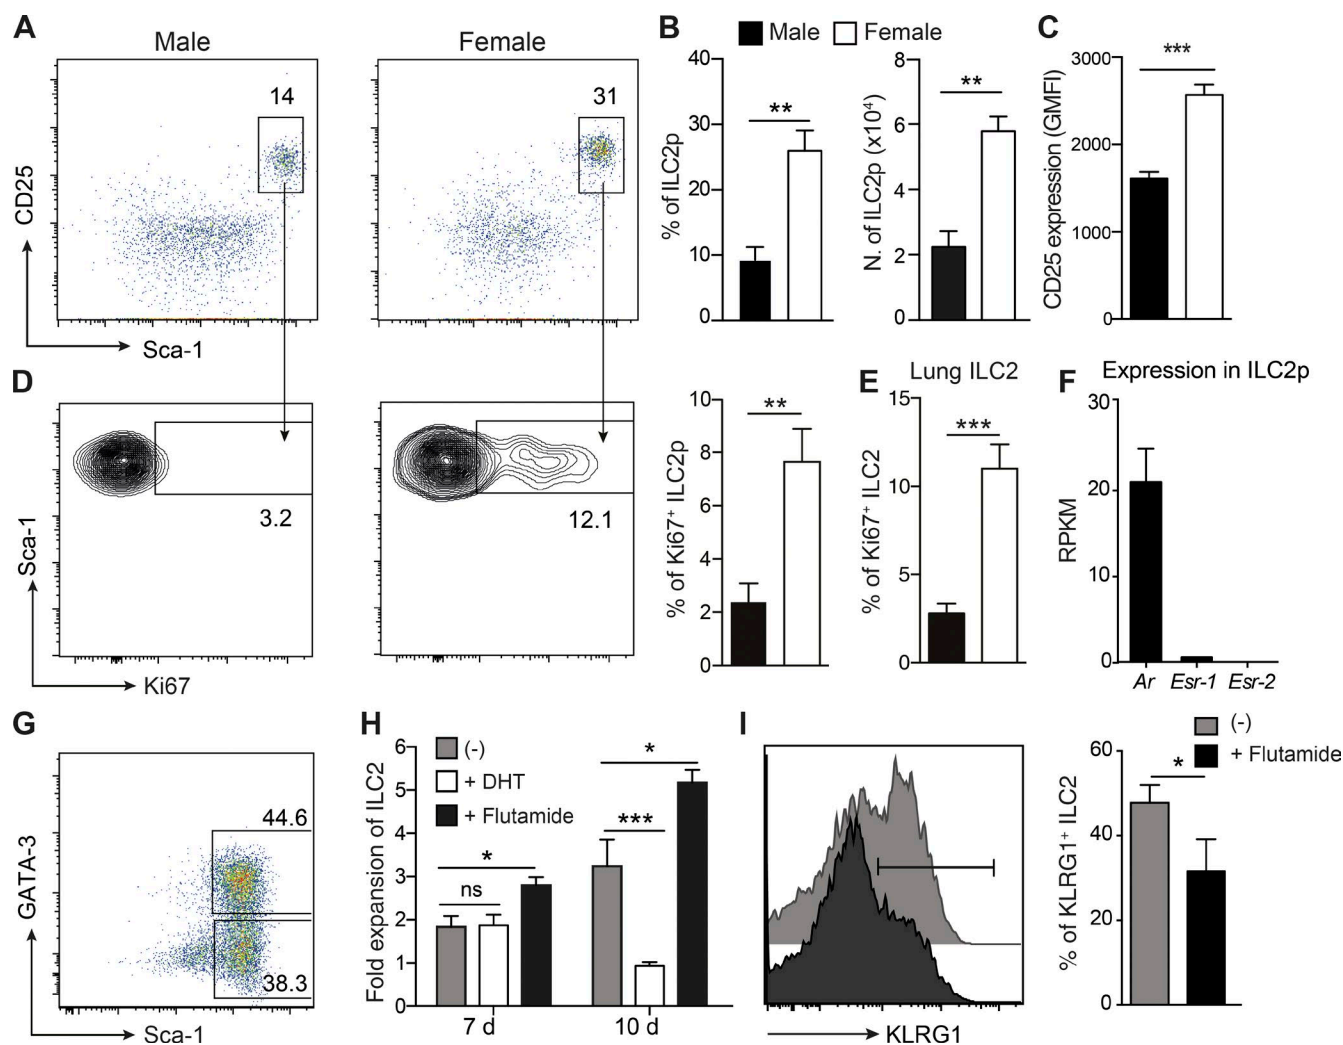 A
Male
Female
14
31
CD25
Sca-1
B
Male
Female
% of ILC2p
40
30
20
10
0
**
N. of ILC2p (x10⁴)
8
6
4
2
0
**
C
CD25 expression (GMFI)
3000
2000
1000
0
***
D
3.2
12.1
Sca-1
Ki67
% of Ki67⁺ ILC2p
10
8
6
4
2
0
**
E
Lung ILC2
% of Ki67⁺ ILC2
15
10
5
0
***
F
Expression in ILC2p
RPKM
30
20
10
0
Ar
Esr-1
Esr-2
G
GATA-3
44.6
38.3
Sca-1
H
(-)
+ DHT
+ Flutamide
Fold expansion of ILC2
6
5
4
3
2
1
0
*
ns
*
***
7 d
10 d
I
KLRG1
(-)
+ Flutamide
% of KLRG1⁺ ILC2
60
40
20
0
*